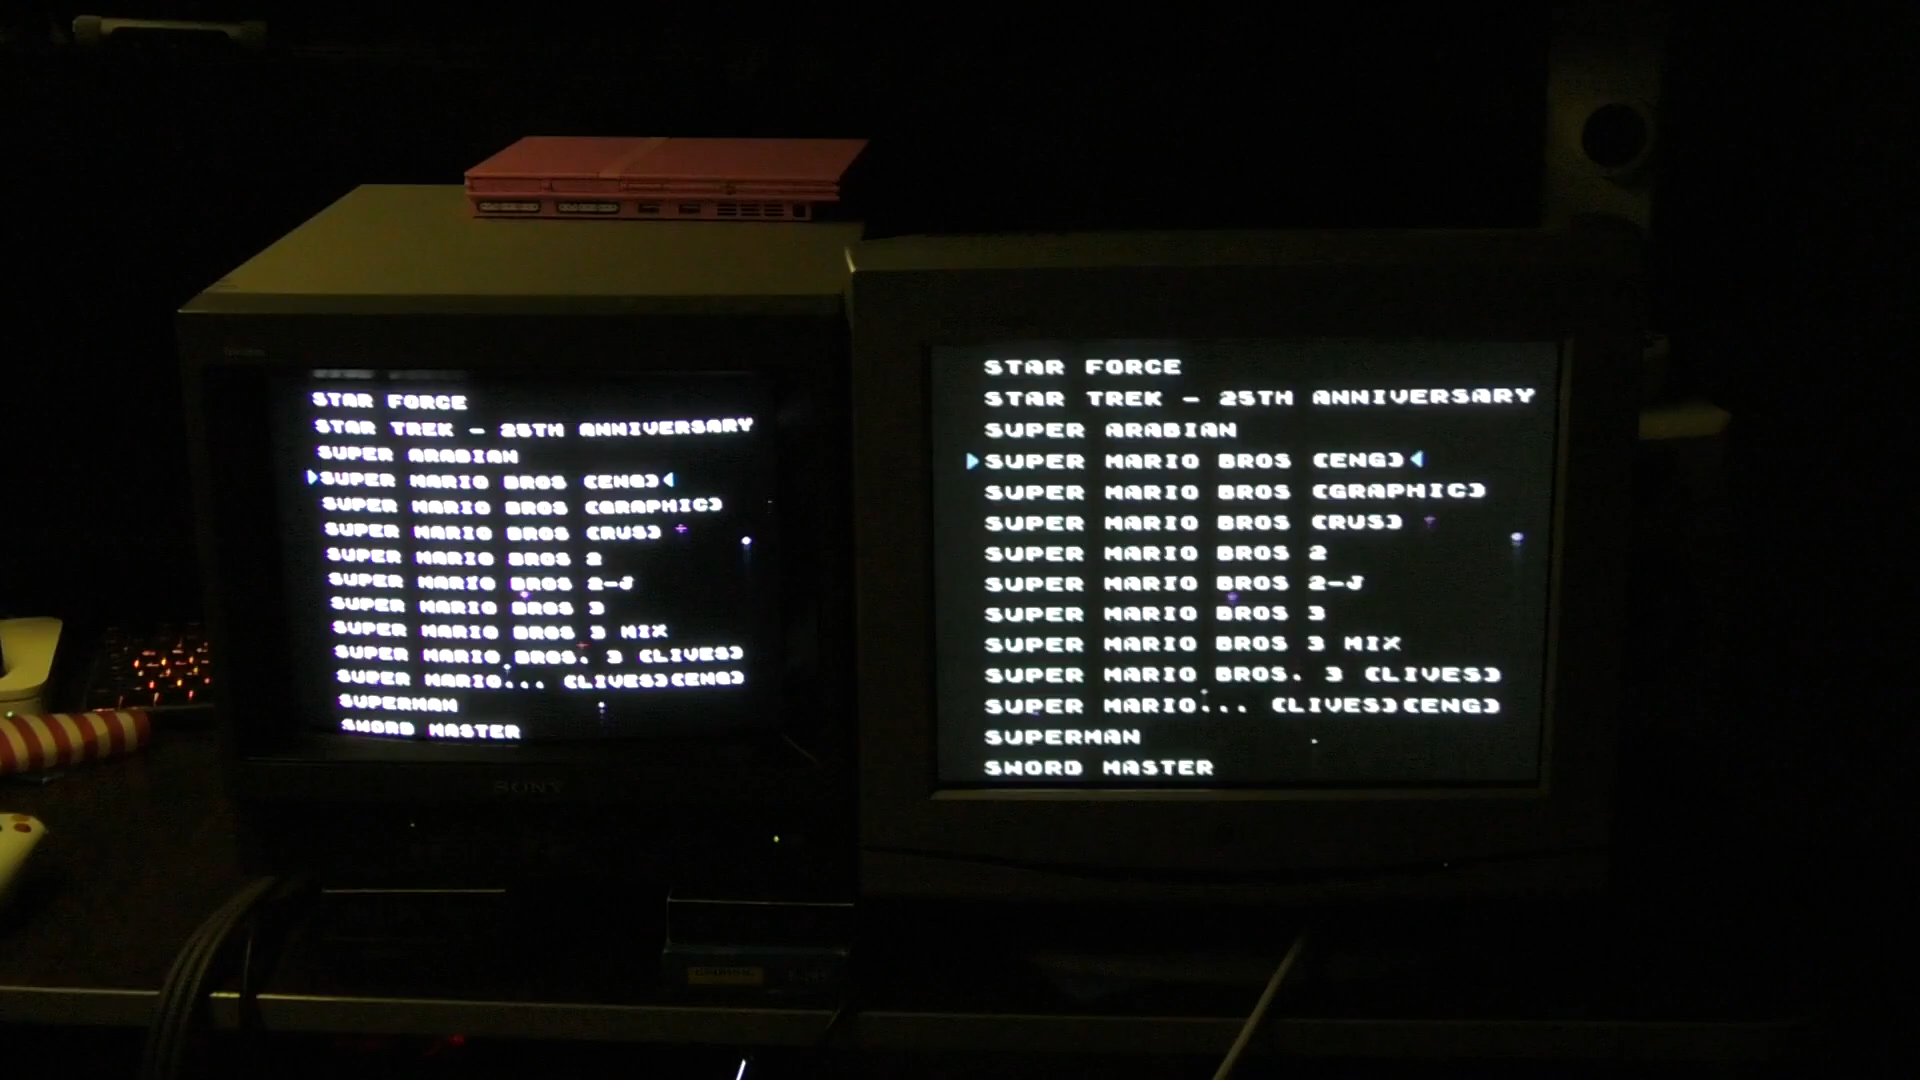 STAR FORCE
STAR TREK - 25TH ANNIVERSARY
SUPER ARABIAN
SUPER MARIO BROS (ENG)
SUPER MARIO BROS (GRAPHIC)
SUPER MARIO BROS (RUS)
SUPER MARIO BROS 2
SUPER MARIO BROS 2-J
SUPER MARIO BROS 3
SUPER MARIO BROS 3 MIX
SUPER MARIO BROS. 3 (LIVES)
SUPER MARIO... (LIVES)(ENG)
SUPERMAN
SWORD MASTER
SONY
STAR FORCE
STAR TREK - 25TH ANNIVERSARY
SUPER ARABIAN
SUPER MARIO BROS (ENG)
SUPER MARIO BROS (GRAPHIC)
SUPER MARIO BROS (RUS)
SUPER MARIO BROS 2
SUPER MARIO BROS 2-J
SUPER MARIO BROS 3
SUPER MARIO BROS 3 MIX
SUPER MARIO BROS. 3 (LIVES)
SUPER MARIO... (LIVES)(ENG)
SUPERMAN
SWORD MASTER